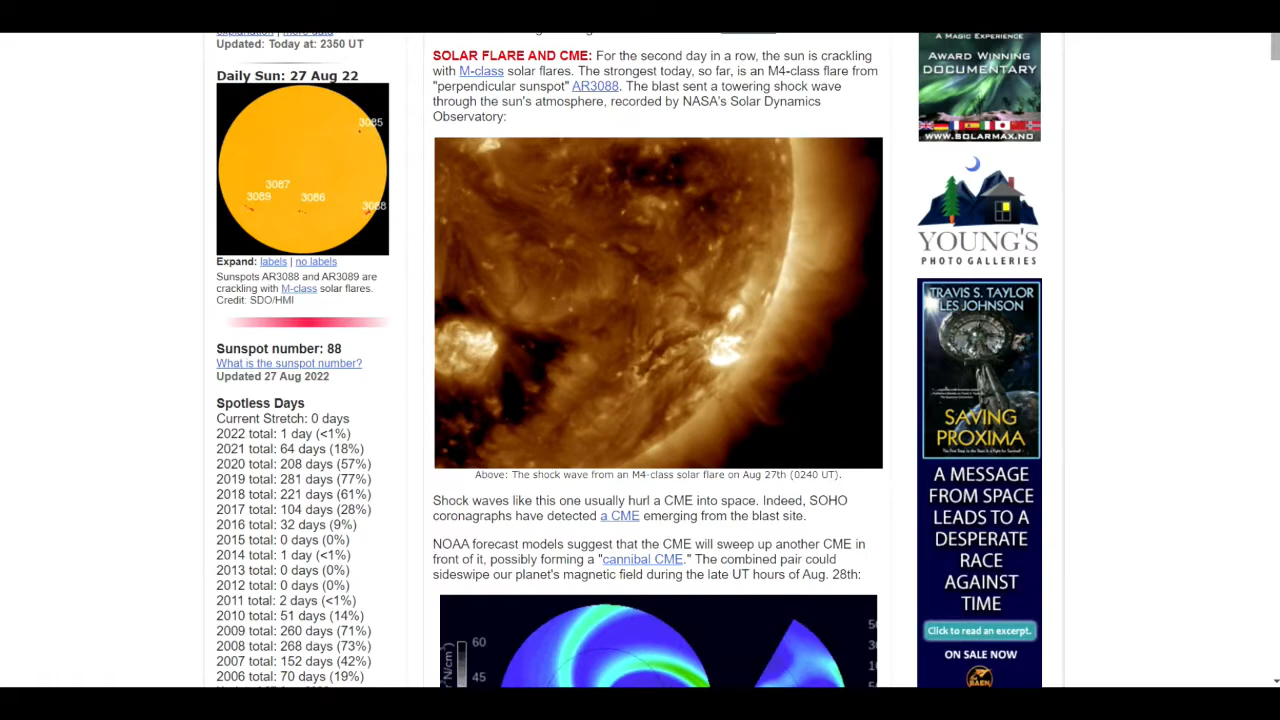 explanation | more data
Updated: Today at: 2350 UT
Daily Sun: 27 Aug 22
3085
3087
3089
3086
3088
Expand: labels | no labels
Sunspots AR3088 and AR3089 are
crackling with M-class solar flares.
Credit: SDO/HMI
Sunspot number: 88
What is the sunspot number?
Updated 27 Aug 2022
Spotless Days
Current Stretch: 0 days
2022 total: 1 day (<1%)
2021 total: 64 days (18%)
2020 total: 208 days (57%)
2019 total: 281 days (77%)
2018 total: 221 days (61%)
2017 total: 104 days (28%)
2016 total: 32 days (9%)
2015 total: 0 days (0%)
2014 total: 1 day (<1%)
2013 total: 0 days (0%)
2012 total: 0 days (0%)
2011 total: 2 days (<1%)
2010 total: 51 days (14%)
2009 total: 260 days (71%)
2008 total: 268 days (73%)
2007 total: 152 days (42%)
2006 total: 70 days (19%)
SOLAR FLARE AND CME: For the second day in a row, the sun is crackling
with M-class solar flares. The strongest today, so far, is an M4-class flare from
"perpendicular sunspot" AR3088. The blast sent a towering shock wave
through the sun's atmosphere, recorded by NASA's Solar Dynamics
Observatory:
Above: The shock wave from an M4-class solar flare on Aug 27th (0240 UT).
Shock waves like this one usually hurl a CME into space. Indeed, SOHO
coronagraphs have detected a CME emerging from the blast site.
NOAA forecast models suggest that the CME will sweep up another CME in
front of it, possibly forming a "cannibal CME." The combined pair could
sideswipe our planet's magnetic field during the late UT hours of Aug. 28th:
60
45
A MAGIC EXPERIENCE
AWARD WINNING
DOCUMENTARY
WWW.SOLARMAX.NO
YOUNG'S
PHOTO GALLERIES
TRAVIS S. TAYLOR
LES JOHNSON
SAVING
PROXIMA
A MESSAGE
FROM SPACE
LEADS TO A
DESPERATE
RACE
AGAINST
TIME
Click to read an excerpt.
ON SALE NOW
BAEN